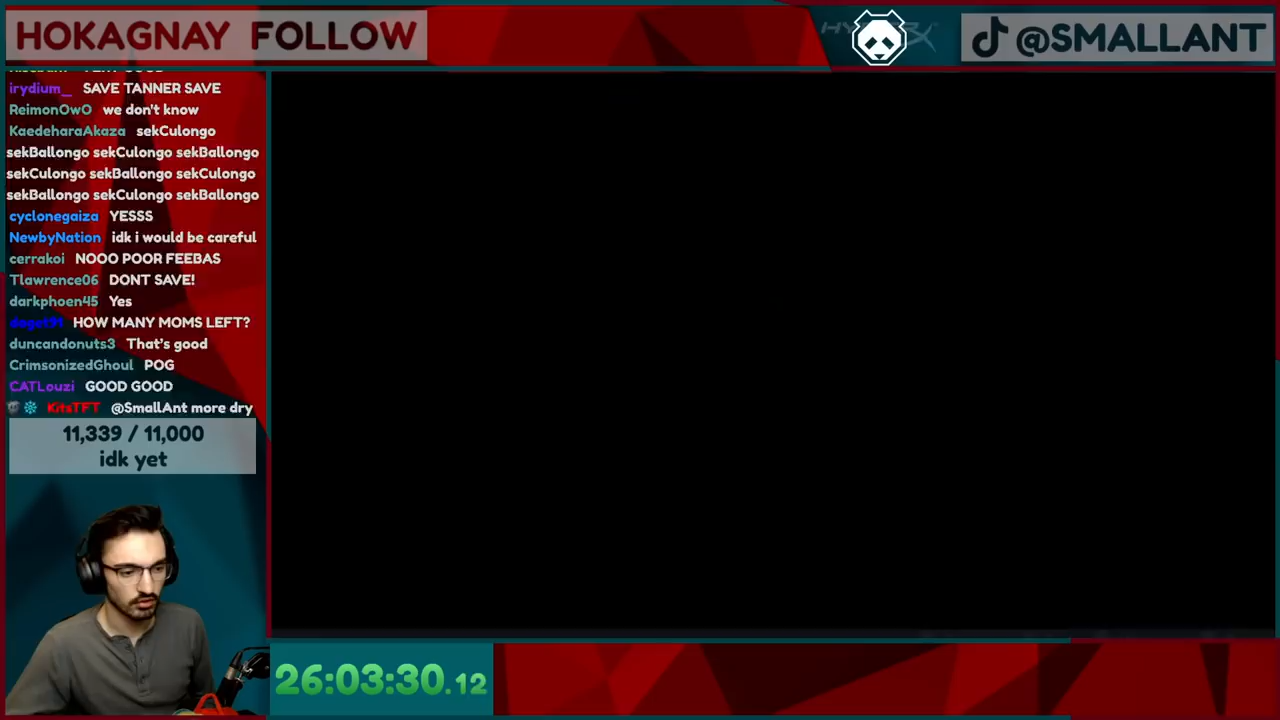 HOKAGNAY FOLLOW
@SMALLANT
irydium_ SAVE TANNER SAVE
ReimonOwO we don't know
KaedeharaAkaza sekCulongo
sekBallongo sekCulongo sekBallongo
sekCulongo sekBallongo sekCulongo
sekBallongo sekCulongo sekBallongo
cyclonegaiza YESSS
NewbyNation idk i would be careful
cerrakoi NOOO POOR FEEBAS
Tlawrence06 DONT SAVE!
darkphoen45 Yes
HOW MANY MOMS LEFT?
duncandonuts3 That's good
CrimsonizedGhoul POG
CATLouzi GOOD GOOD
KitsTFT @SmallAnt more dry
11,339 / 11,000
idk yet
26:03:30.12